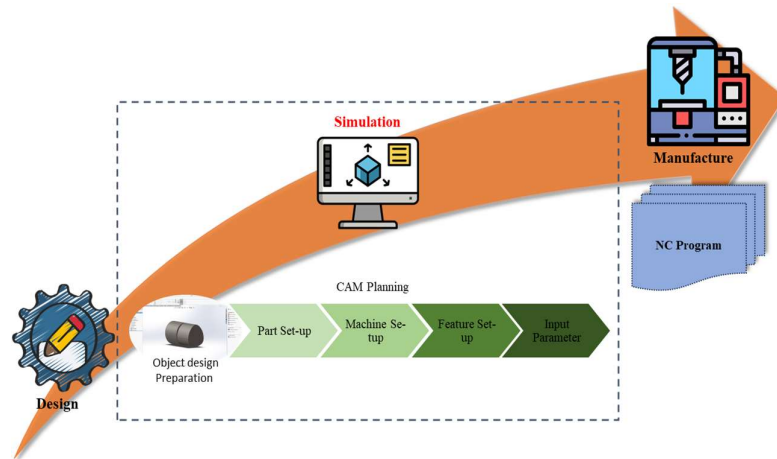 Simulation
Manufacture
NC Program
CAM Planning
Part Set-up
Machine Se-
tup
Feature Set-
up
Input
Parameter
Object design
Preparation
Design